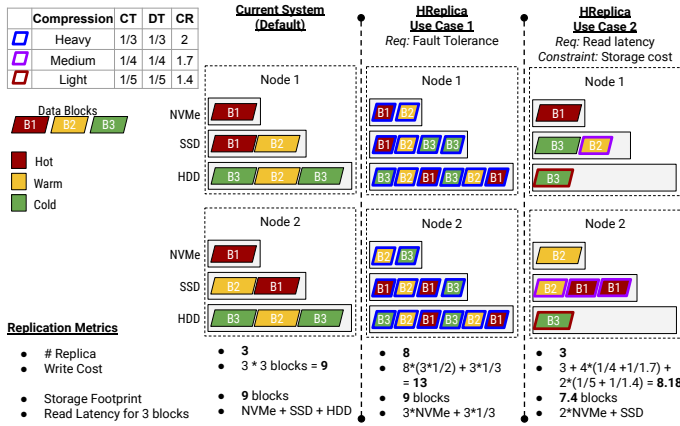 Compression CT DT CR
Heavy 1/3 1/3 2
Medium 1/4 1/4 1.7
Light 1/5 1/5 1.4
Data Blocks
B1 B2 B3
Hot
Warm
Cold
Replication Metrics
● # Replica
● Write Cost
● Storage Footprint
● Read Latency for 3 blocks
Current System
(Default)
Node 1
NVMe B1
SSD B1 B2
HDD B3 B2 B3
Node 2
NVMe B1
SSD B2 B1
HDD B3 B2 B3
● 3
● 3 * 3 blocks = 9
● 9 blocks
● NVMe + SSD + HDD
HReplica
Use Case 1
Req: Fault Tolerance
Node 1
B1 B2
B1 B2 B3 B3
B3 B2 B1 B3 B2 B1
Node 2
B2 B3
B1 B2 B1 B3
B3 B2 B1 B3 B2 B1
● 8
● 8*(3*1/2) + 3*1/3
= 13
● 9 blocks
● 3*NVMe + 3*1/3
HReplica
Use Case 2
Req: Read latency
Constraint: Storage cost
Node 1
B1
B3 B2
B3
Node 2
B2
B2 B1 B1
B3
● 3
● 3 + 4*(1/4 +1/1.7) +
2*(1/5 + 1/1.4) = 8.18
● 7.4 blocks
● 2*NVMe + SSD